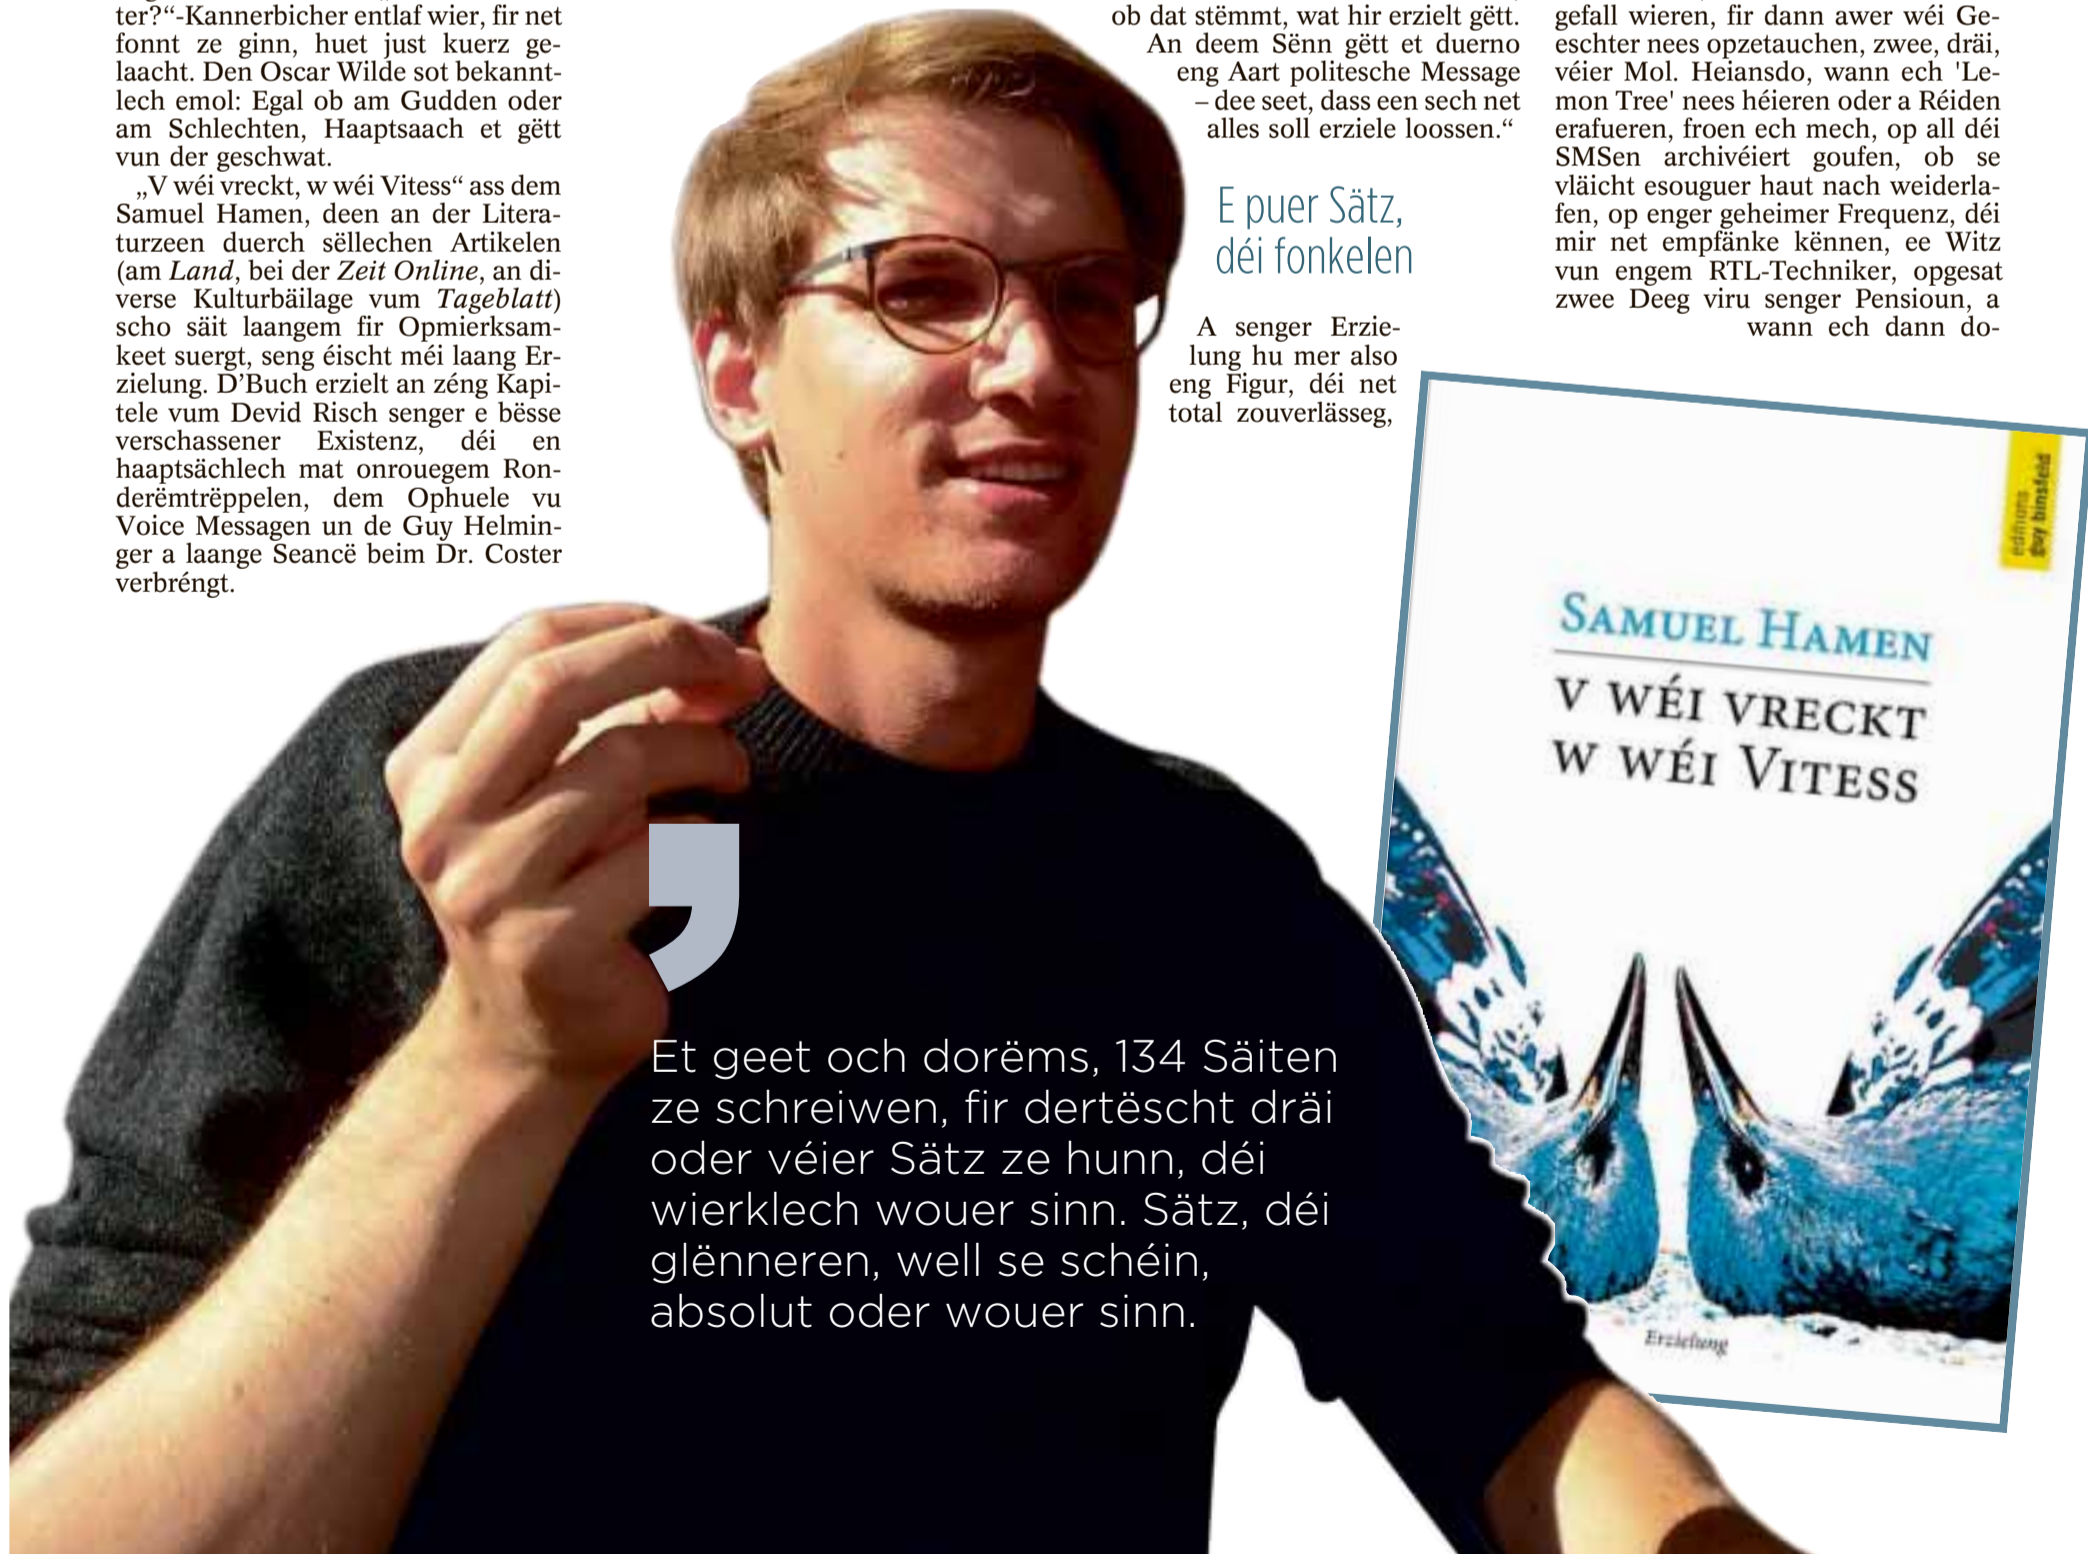 ter?“-Kannerbicher entlaf wier, fir net
fonnt ze ginn, huet just kuerz ge-
laacht. Den Oscar Wilde sot bekannt-
lech emol: Egal ob am Gudden oder
am Schlechten, Haaptsaach et gëtt
vun der geschwat.
„V wéi vreckt, w wéi Vitess“ ass dem
Samuel Hamen, deen an der Litera-
turzeen duerch sëllechen Artikelen
(am Land, bei der Zeit Online, an di-
verse Kulturbäilage vum Tageblatt)
scho säit laangem fir Opmierksam-
keet suergt, seng éischt méi laang Er-
zielung. D’Buch erzielt an zéng Kapi-
tele vum Devid Risch senger e bësse
verschassener Existenz, déi en
haaptsächlech mat onrouegem Ron-
derëmtrëppelen, dem Ophuele vu
Voice Messagen un de Guy Helmin-
ger a laange Seancë beim Dr. Coster
verbréngt.
ob dat stëmmt, wat hir erzielt gëtt.
An deem Sënn gëtt et duerno
eng Aart politesche Message
– dee seet, dass een sech net
alles soll erziele loossen.“
E puer Sätz,
déi fonkelen
A senger Erzie-
lung hu mer also
eng Figur, déi net
total zouverlässeg,
gefall wieren, fir dann awer wéi Ge-
eschter nees opzetauchen, zwee, dräi,
véier Mol. Heiansdo, wann ech 'Le-
mon Tree' nees héieren oder a Réiden
erafueren, froen ech mech, op all déi
SMSen archivéiert goufen, ob se
vläicht esouguer haut nach weiderla-
fen, op enger geheimer Frequenz, déi
mir net empfänke kënnen, ee Witz
vun engem RTL-Techniker, opgesat
zwee Deeg viru senger Pensioun, a
wann ech dann do-
editions
guy binsfeld
SAMUEL HAMEN
V WÉI VRECKT
W WÉI VITESS
Erzielung
Et geet och dorëms, 134 Säiten
ze schreiwen, fir dertëscht dräi
oder véier Sätz ze hunn, déi
wierklech wouer sinn. Sätz, déi
glënneren, well se schéin,
absolut oder wouer sinn.